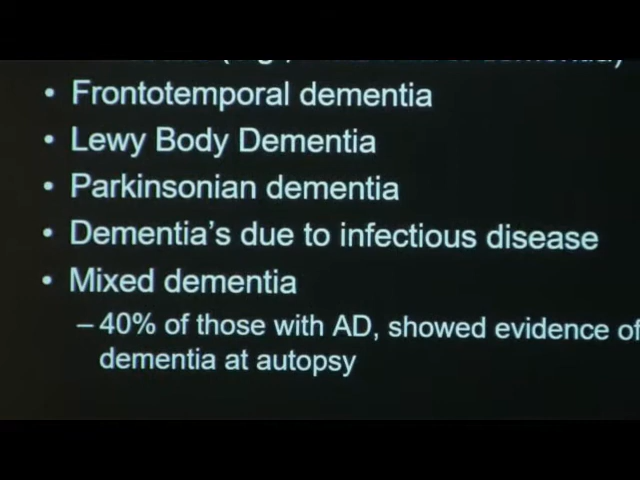 • Frontotemporal dementia
• Lewy Body Dementia
• Parkinsonian dementia
• Dementia's due to infectious disease
• Mixed dementia
– 40% of those with AD, showed evidence of
dementia at autopsy